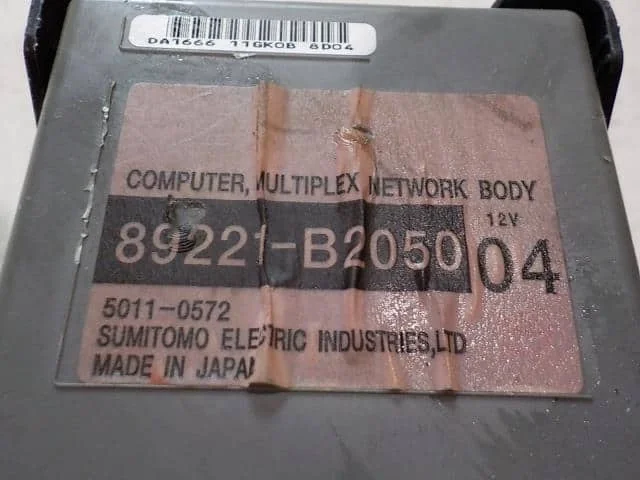 DA1666 11GK0B 8D04
COMPUTER, MULTIPLEX NETWORK BODY
12V
89221-B2050 04
5011-0572
SUMITOMO ELECTRIC INDUSTRIES,LTD
MADE IN JAPAN